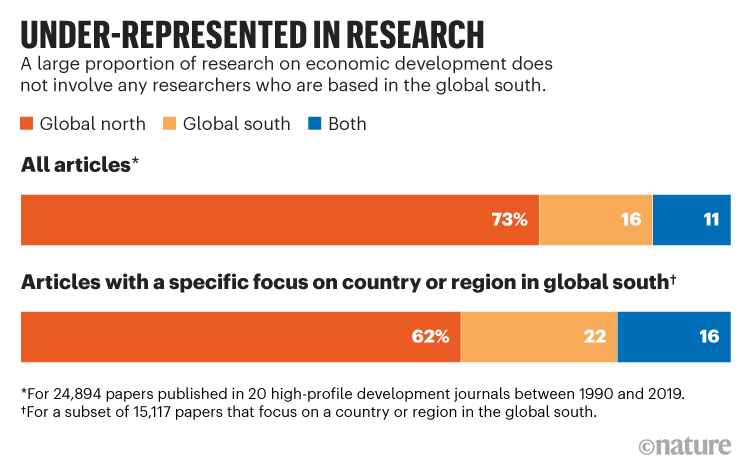 UNDER-REPRESENTED IN RESEARCH
A large proportion of research on economic development does
not involve any researchers who are based in the global south.
Global north Global south Both
All articles*
73% 16 11
Articles with a specific focus on country or region in global south†
62% 22 16
*For 24,894 papers published in 20 high-profile development journals between 1990 and 2019.
†For a subset of 15,117 papers that focus on a country or region in the global south.
©nature